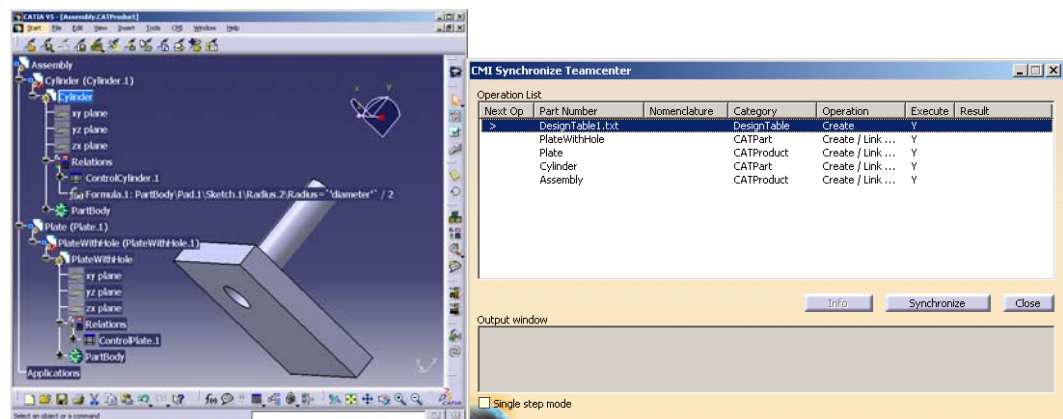 CATIA V5 - [Assembly.CATProduct]
Start File Edit View Insert Tools CMI Window Help
Assembly
Cylinder (Cylinder.1)
Cylinder
xy plane
yz plane
zx plane
Relations
ControlCylinder.1
Formula.1: PartBody\Pad.1\Sketch.1\Radius.2\Radius=`"diameter"` / 2
PartBody
Plate (Plate.1)
PlateWithHole (PlateWithHole.1)
PlateWithHole
xy plane
yz plane
zx plane
Relations
ControlPlate.1
PartBody
Applications
Select an object or a command
CMI Synchronize Teamcenter
Operation List
Next Op Part Number Nomenclature Category Operation Execute Result
> DesignTable1.txt DesignTable Create Y
PlateWithHole CATPart Create / Link ... Y
Plate CATProduct Create / Link ... Y
Cylinder CATPart Create / Link ... Y
Assembly CATProduct Create / Link ... Y
Info Synchronize Close
Output window
Single step mode